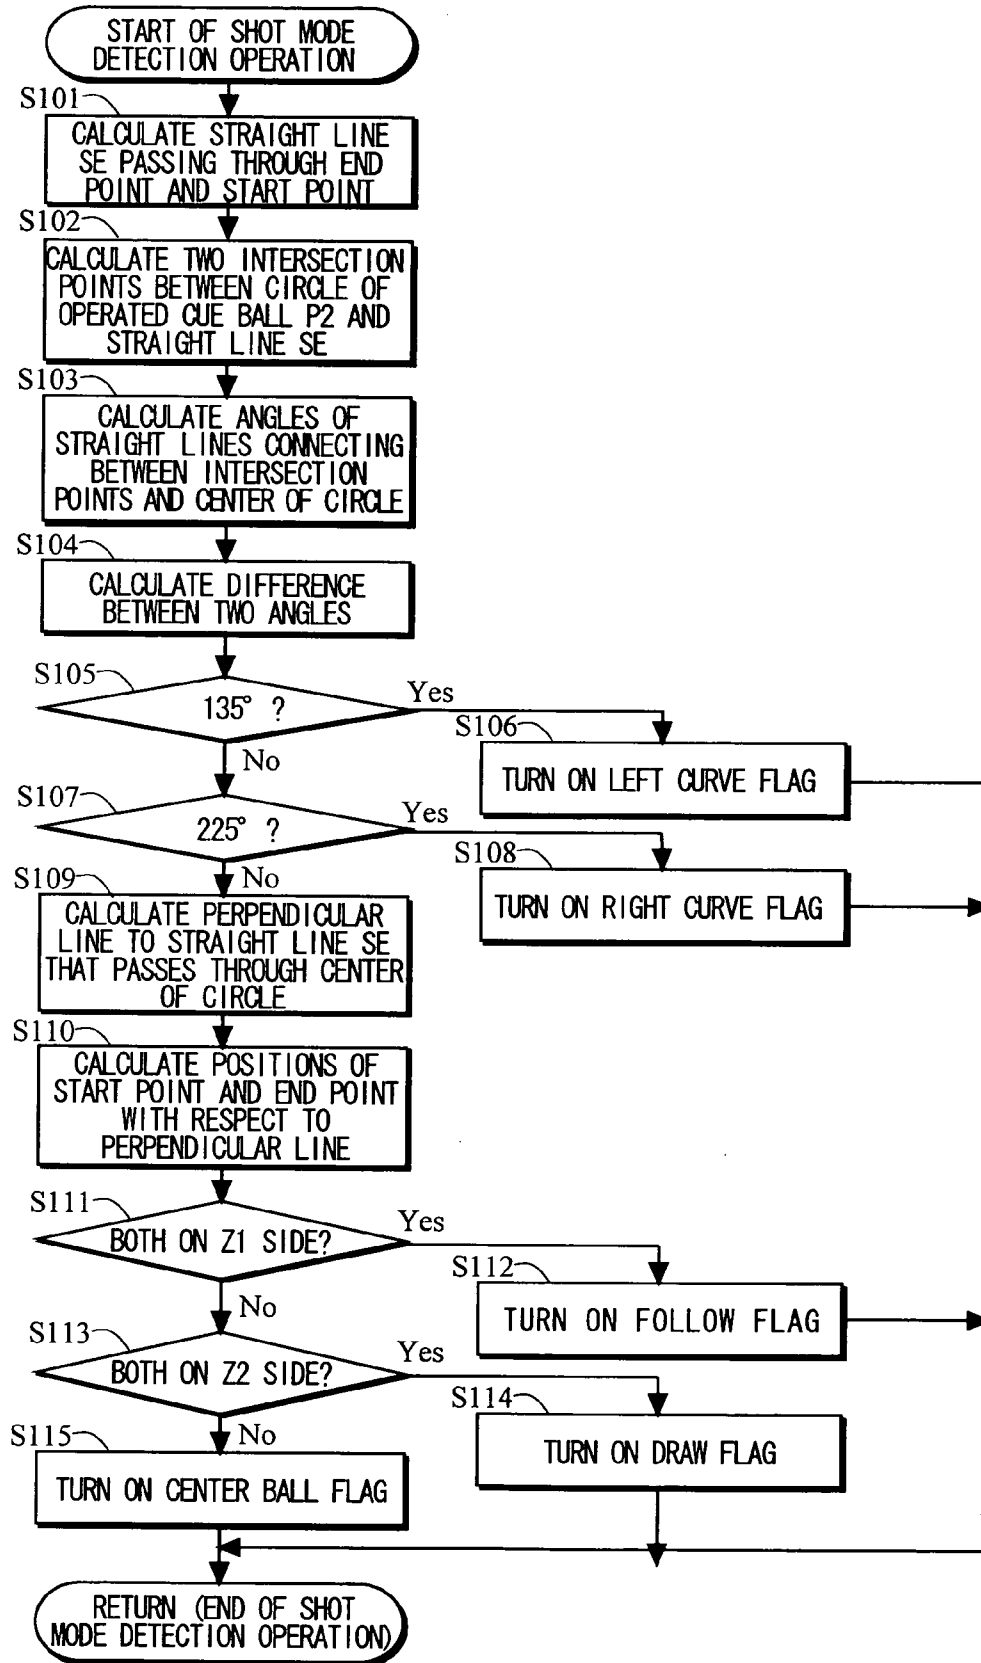 START OF SHOT MODE
DETECTION OPERATION
S101
CALCULATE STRAIGHT LINE
SE PASSING THROUGH END
POINT AND START POINT
S102
CALCULATE TWO INTERSECTION
POINTS BETWEEN CIRCLE OF
OPERATED CUE BALL P2 AND
STRAIGHT LINE SE
S103
CALCULATE ANGLES OF
STRAIGHT LINES CONNECTING
BETWEEN INTERSECTION
POINTS AND CENTER OF CIRCLE
S104
CALCULATE DIFFERENCE
BETWEEN TWO ANGLES
S105
135° ?
Yes
No
S106
TURN ON LEFT CURVE FLAG
S107
225° ?
Yes
No
S108
TURN ON RIGHT CURVE FLAG
S109
CALCULATE PERPENDICULAR
LINE TO STRAIGHT LINE SE
THAT PASSES THROUGH CENTER
OF CIRCLE
S110
CALCULATE POSITIONS OF
START POINT AND END POINT
WITH RESPECT TO
PERPENDICULAR LINE
S111
BOTH ON Z1 SIDE?
Yes
No
S112
TURN ON FOLLOW FLAG
S113
BOTH ON Z2 SIDE?
Yes
No
S114
TURN ON DRAW FLAG
S115
TURN ON CENTER BALL FLAG
RETURN (END OF SHOT
MODE DETECTION OPERATION)